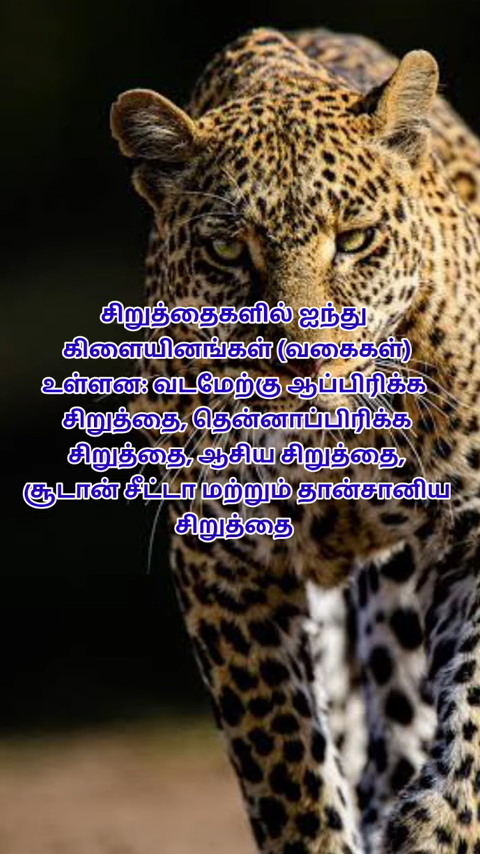 சிறுத்தைகளில் ஐந்து
கிளையினங்கள் (வகைகள்)
உள்ளன: வடமேற்கு ஆப்பிரிக்க
சிறுத்தை, தென்னாப்பிரிக்க
சிறுத்தை, ஆசிய சிறுத்தை,
சூடான் சீட்டா மற்றும் தான்சானிய
சிறுத்தை